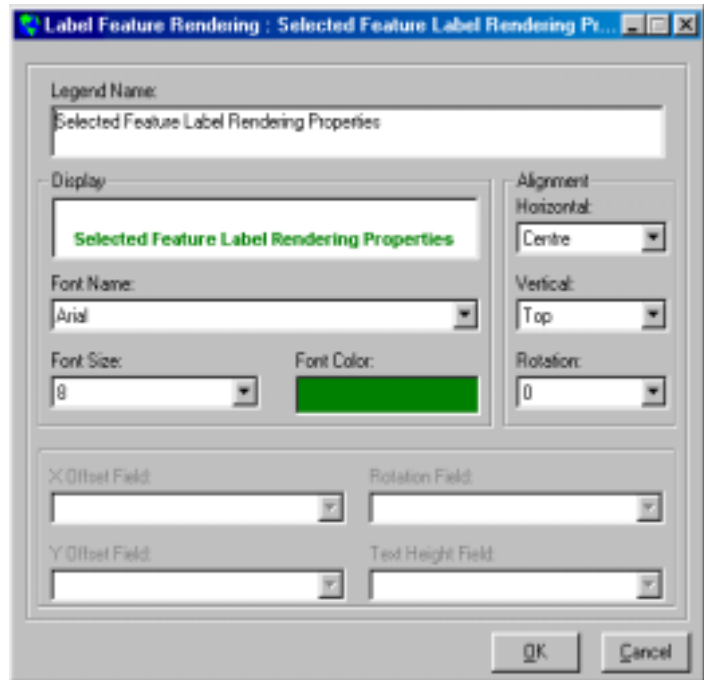 Label Feature Rendering : Selected Feature Label Rendering Pr...
Legend Name:
Selected Feature Label Rendering Properties
Display
Selected Feature Label Rendering Properties
Font Name:
Arial
Font Size:
8
Font Color:
Alignment
Horizontal:
Centre
Vertical:
Top
Rotation:
0
X Offset Field:
Rotation Field:
Y Offset Field:
Text Height Field:
OK
Cancel